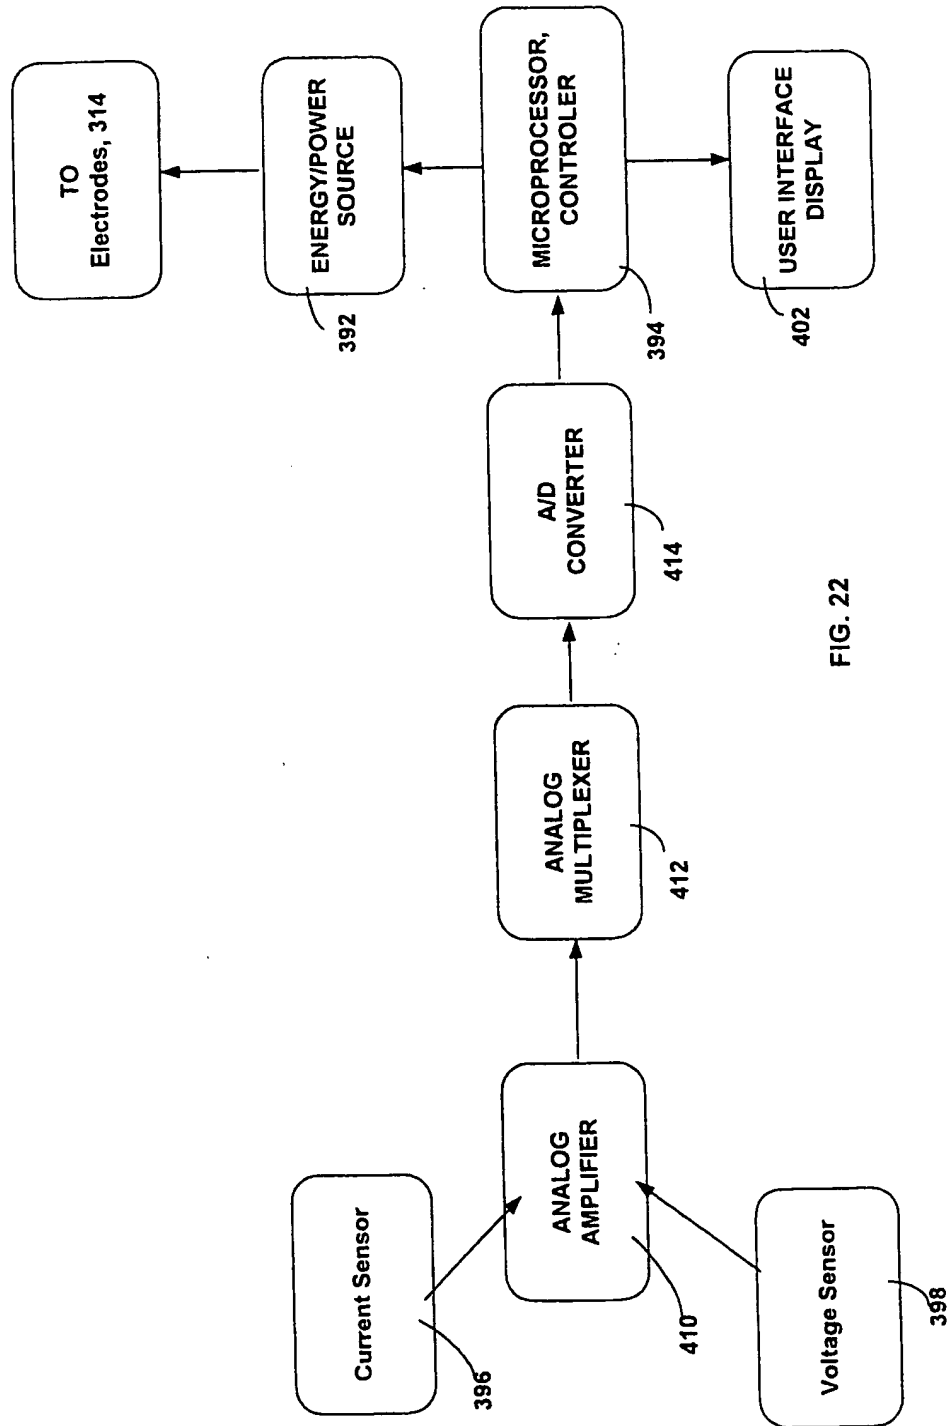 Current Sensor
396
ANALOG
AMPLIFIER
410
Voltage Sensor
398
ANALOG
MULTIPLEXER
412
A/D
CONVERTER
414
TO
Electrodes, 314
ENERGY/POWER
SOURCE
392
MICROPROCESSOR,
CONTROLER
394
USER INTERFACE
DISPLAY
402
FIG. 22